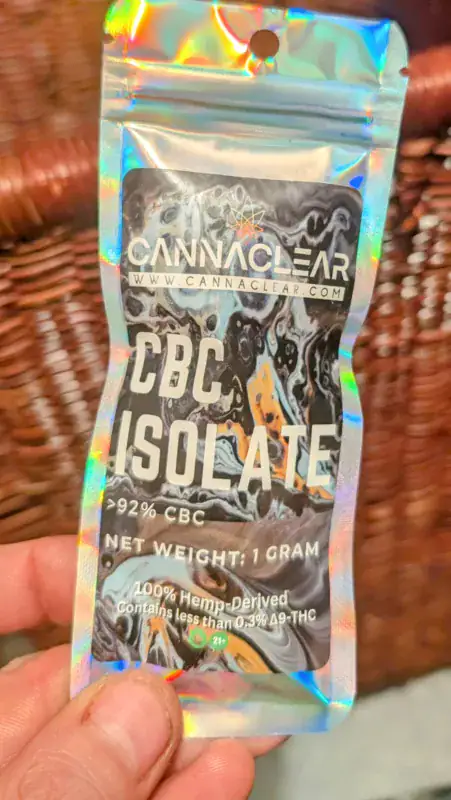 CANNACLEAR
WWW.CANNACLEAR.COM
CBC
ISOLATE
>92% CBC
NET WEIGHT: 1 GRAM
100% Hemp-Derived
Contains less than 0.3% Δ9-THC
21+